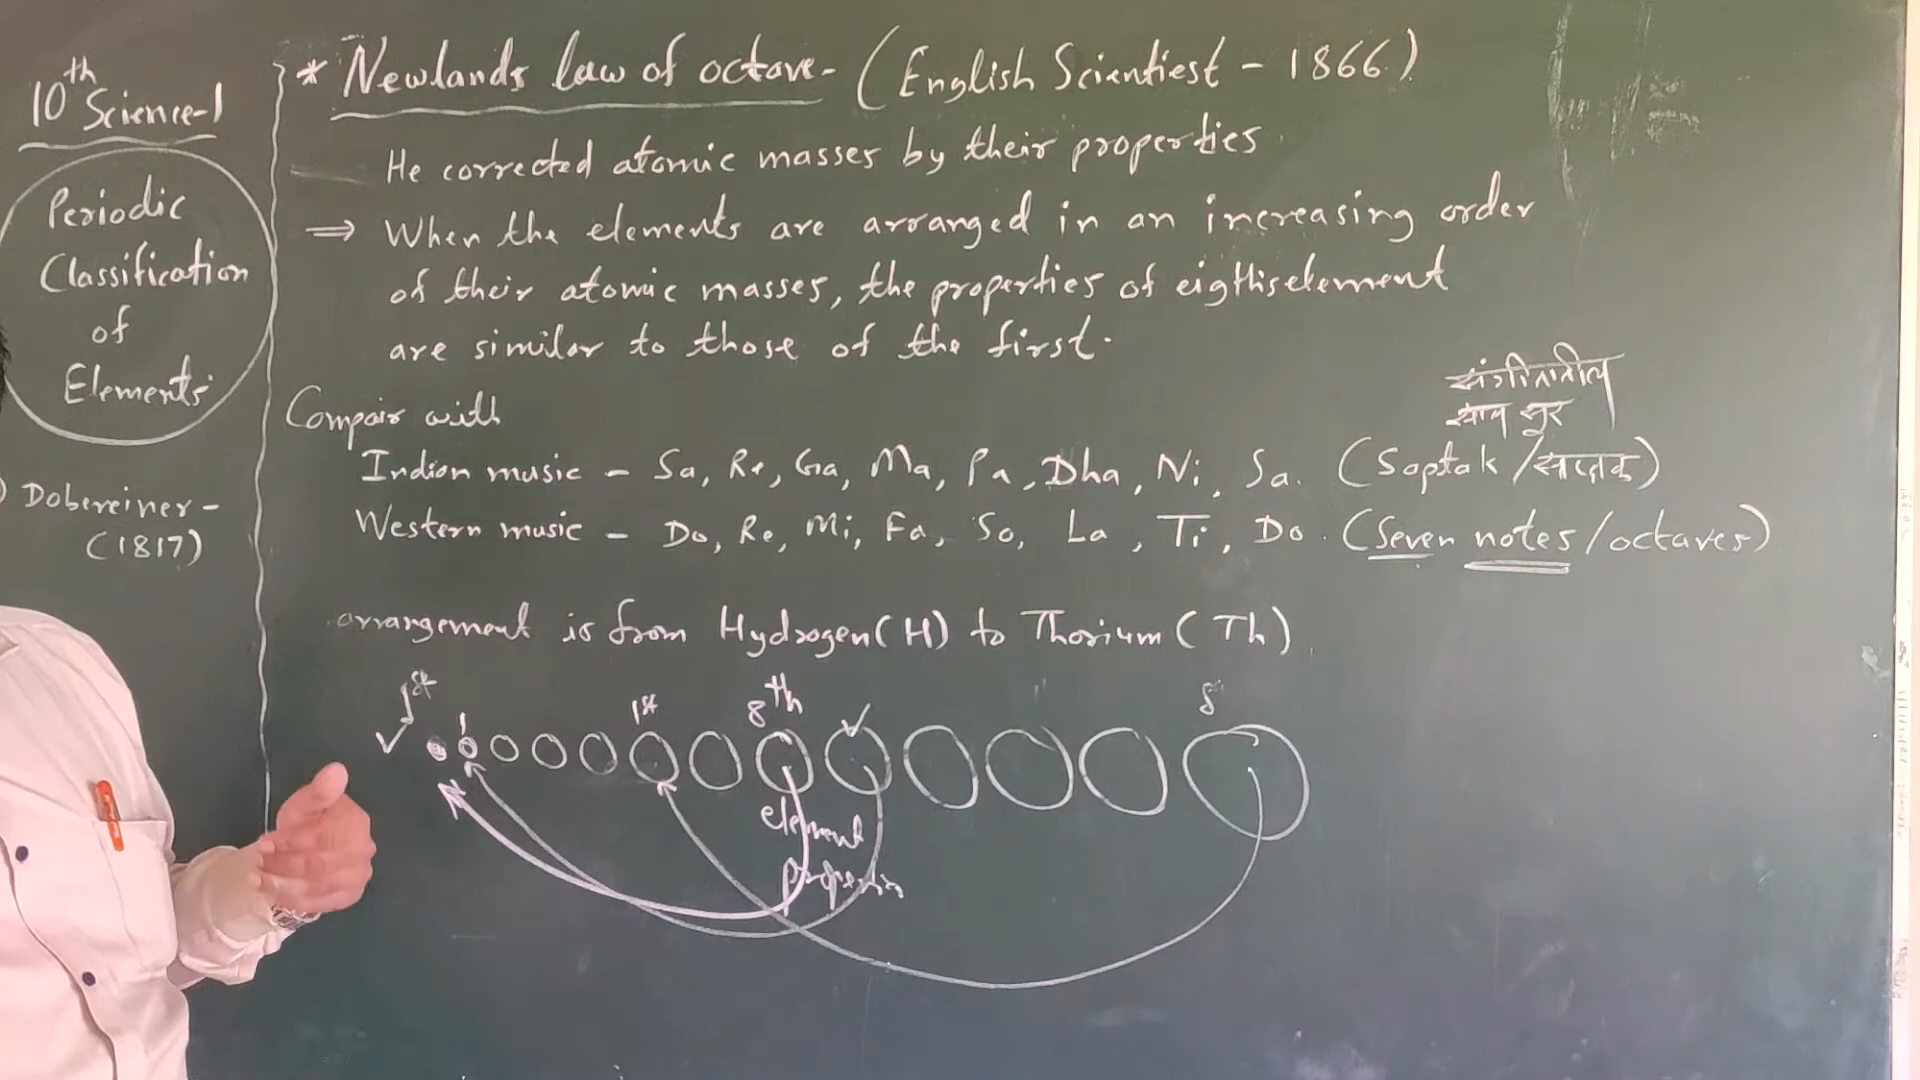 10th
Science-1
Periodic
Classification
of
Elements
Dobereiner -
(1817)
* Newlands law of octave - (English Scientiest - 1866)
He corrected atomic masses by their properties
⇒ When the elements are arranged in an increasing order
of their atomic masses, the properties of eigthis element
are similar to those of the first.
Compair with
संगीतातील
सात सूर
Indian music - Sa, Re, Ga, Ma, Pa, Dha, Ni, Sa. (Saptak/सप्तक)
Western music - Do, Re, Mi, Fa, So, La, Ti, Do. (Seven notes/octaves)
arrangement is from Hydrogen(H) to Thorium(Th).
1st 1 1st 8th 8
element